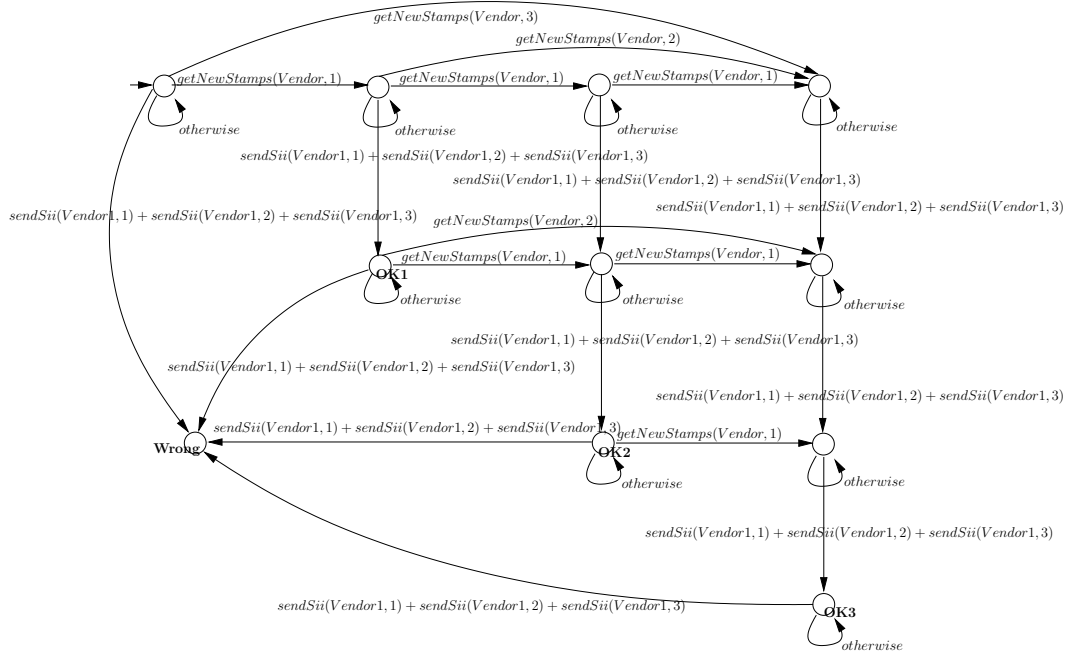 getNewStamps(Vendor, 3)
getNewStamps(Vendor, 2)
getNewStamps(Vendor, 1)
getNewStamps(Vendor, 1)
getNewStamps(Vendor, 1)
otherwise
otherwise
otherwise
otherwise
sendSii(Vendor1, 1) + sendSii(Vendor1, 2) + sendSii(Vendor1, 3)
sendSii(Vendor1, 1) + sendSii(Vendor1, 2) + sendSii(Vendor1, 3)
sendSii(Vendor1, 1) + sendSii(Vendor1, 2) + sendSii(Vendor1, 3)
sendSii(Vendor1, 1) + sendSii(Vendor1, 2) + sendSii(Vendor1, 3)
getNewStamps(Vendor, 2)
getNewStamps(Vendor, 1)
getNewStamps(Vendor, 1)
OK1
otherwise
otherwise
otherwise
sendSii(Vendor1, 1) + sendSii(Vendor1, 2) + sendSii(Vendor1, 3)
sendSii(Vendor1, 1) + sendSii(Vendor1, 2) + sendSii(Vendor1, 3)
sendSii(Vendor1, 1) + sendSii(Vendor1, 2) + sendSii(Vendor1, 3)
sendSii(Vendor1, 1) + sendSii(Vendor1, 2) + sendSii(Vendor1, 3)
getNewStamps(Vendor, 1)
Wrong
OK2
otherwise
otherwise
sendSii(Vendor1, 1) + sendSii(Vendor1, 2) + sendSii(Vendor1, 3)
sendSii(Vendor1, 1) + sendSii(Vendor1, 2) + sendSii(Vendor1, 3)
OK3
otherwise